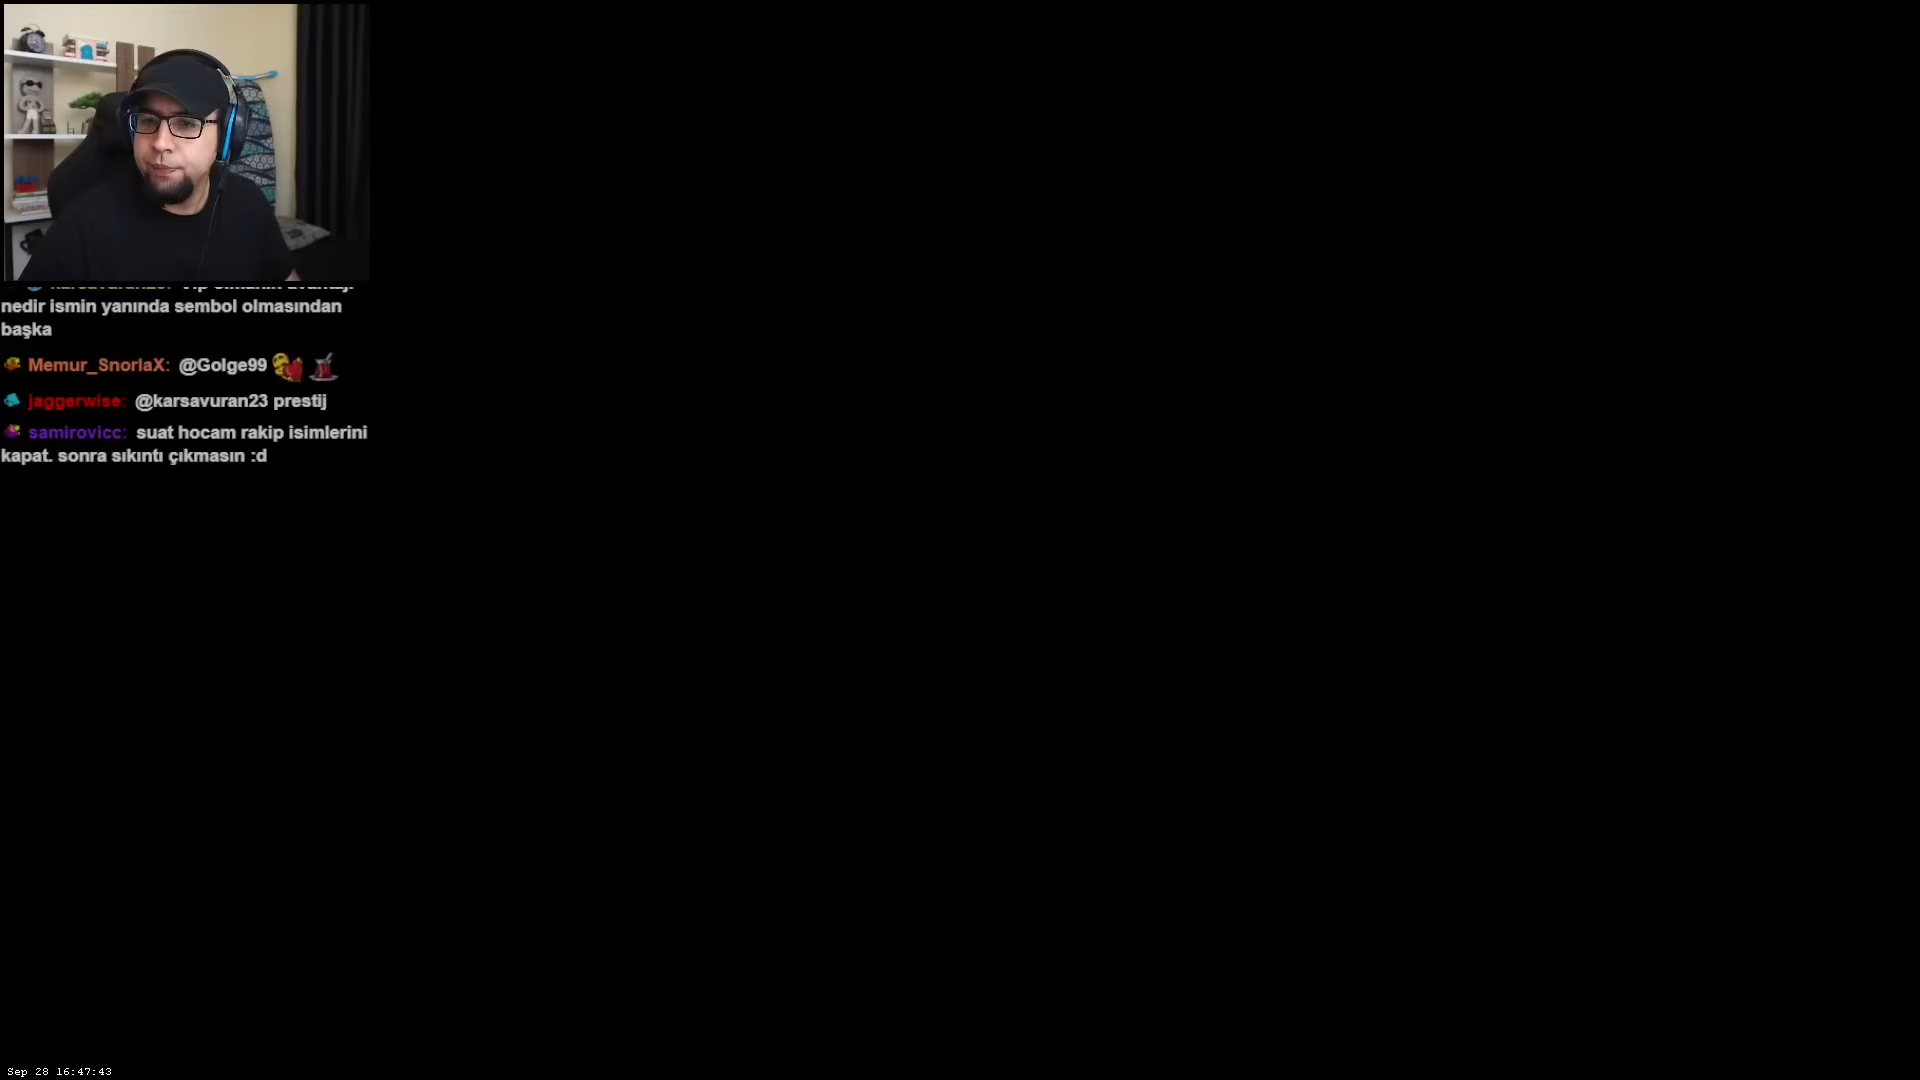 nedir ismin yanında sembol olmasından
başka
Memur_SnorlaX: @Golge99
jaggerwise: @karsavuran23 prestij
samirovicc: suat hocam rakip isimlerini
kapat. sonra sıkıntı çıkmasın :d
Sep 28 16:47:43